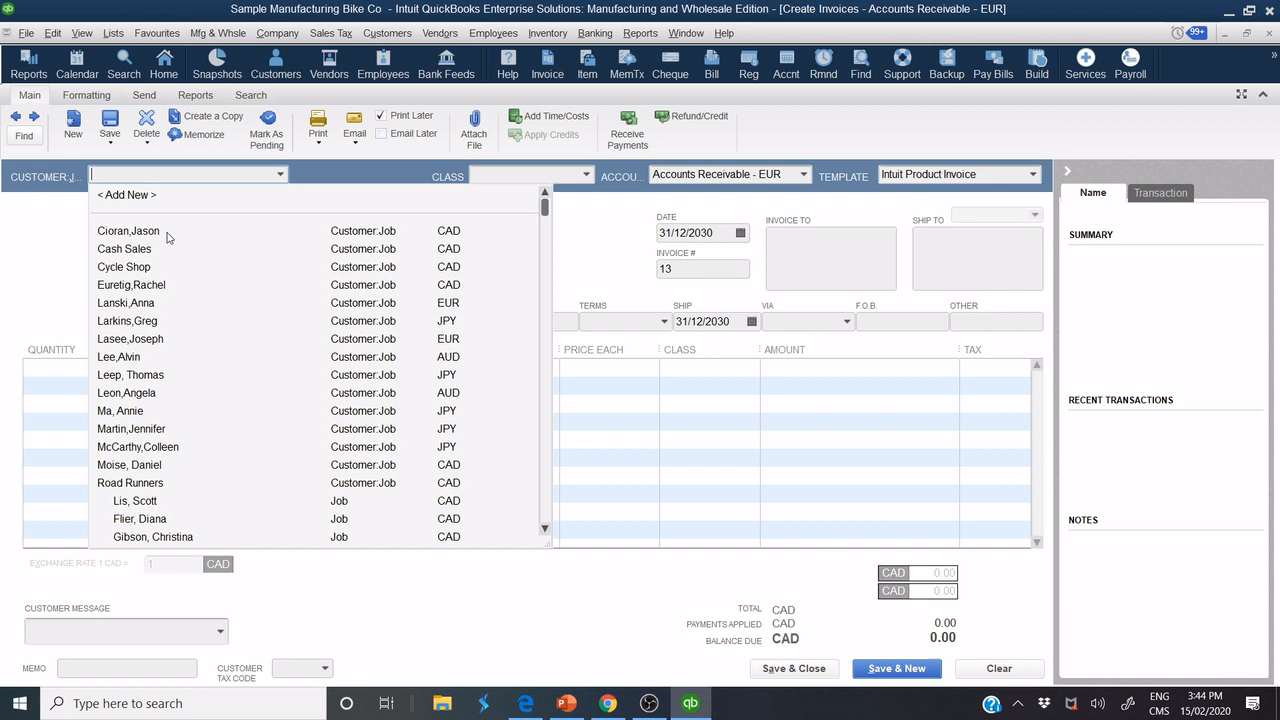 Sample Manufacturing Bike Co - Intuit QuickBooks Enterprise Solutions: Manufacturing and Wholesale Edition - [Create Invoices - Accounts Receivable - EUR]
File Edit View Lists Favourites Mfg & Whsle Company Sales Tax Customers Vendors Employees Inventory Banking Reports Window Help 99+
Reports Calendar Search Home Snapshots Customers Vendors Employees Bank Feeds Help Invoice Item MemTx Cheque Bill Reg Accnt Rmnd Find Support Backup Pay Bills Build Services Payroll
Main Formatting Send Reports Search
Find New Save Delete Create a Copy Memorize Mark As Pending Print Email Print Later Email Later Attach File Add Time/Costs Apply Credits Receive Payments Refund/Credit
CUSTOMER:J... CLASS ACCOU... Accounts Receivable - EUR TEMPLATE Intuit Product Invoice
Name Transaction
< Add New >
Cioran,Jason Customer:Job CAD
Cash Sales Customer:Job CAD
Cycle Shop Customer:Job CAD
Euretig,Rachel Customer:Job CAD
Lanski,Anna Customer:Job EUR
Larkins,Greg Customer:Job JPY
Lasee,Joseph Customer:Job EUR
Lee,Alvin Customer:Job AUD
Leep, Thomas Customer:Job JPY
Leon,Angela Customer:Job AUD
Ma, Annie Customer:Job JPY
Martin,Jennifer Customer:Job JPY
McCarthy,Colleen Customer:Job JPY
Moise, Daniel Customer:Job CAD
Road Runners Customer:Job CAD
Lis, Scott Job CAD
Flier, Diana Job CAD
Gibson, Christina Job CAD
DATE INVOICE TO SHIP TO
31/12/2030
INVOICE #
13
TERMS SHIP VIA F.O.B. OTHER
31/12/2030
QUANTITY PRICE EACH CLASS AMOUNT TAX
SUMMARY
RECENT TRANSACTIONS
NOTES
EXCHANGE RATE 1 CAD = 1 CAD
CAD 0.00
CAD 0.00
CUSTOMER MESSAGE
TOTAL CAD
PAYMENTS APPLIED CAD 0.00
BALANCE DUE CAD 0.00
MEMO CUSTOMER TAX CODE
Save & Close Save & New Clear
Type here to search
ENG
CMS
3:44 PM
15/02/2020